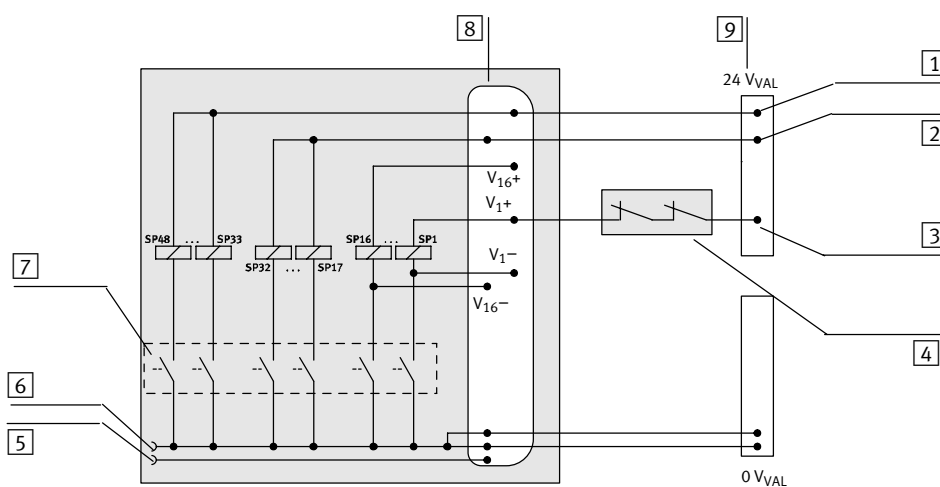 8
9
24 VVAL
1
2
V16+
V1+
SP48 ... SP33
SP16 ... SP1
V1–
3
7
SP32 ... SP17
V16–
4
6
5
0 VVAL